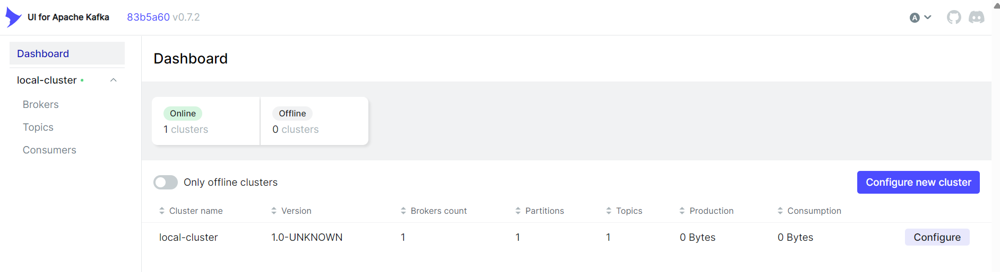 UI for Apache Kafka 83b5a60 v0.7.2
A
Dashboard
local-cluster
Brokers
Topics
Consumers
Dashboard
Online
1 clusters
Offline
0 clusters
Only offline clusters
Configure new cluster
Cluster name Version Brokers count Partitions Topics Production Consumption
local-cluster 1.0-UNKNOWN 1 1 1 0 Bytes 0 Bytes Configure